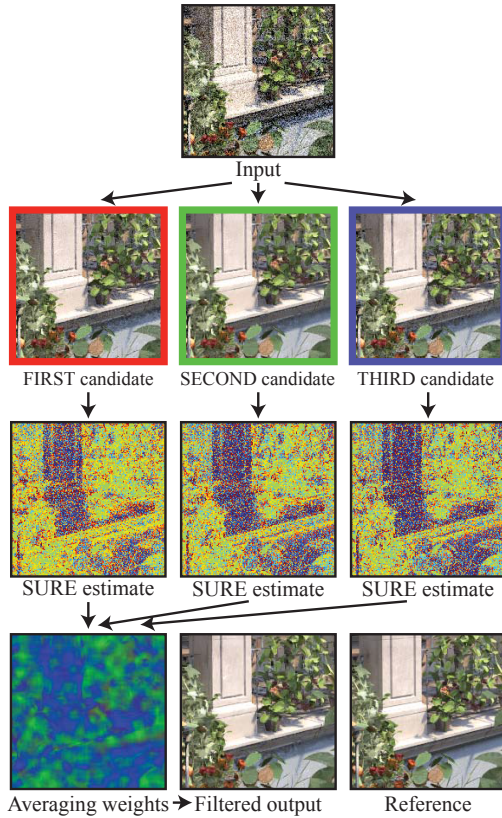 Input
FIRST candidate
SECOND candidate
THIRD candidate
SURE estimate
SURE estimate
SURE estimate
Averaging weights
Filtered output
Reference